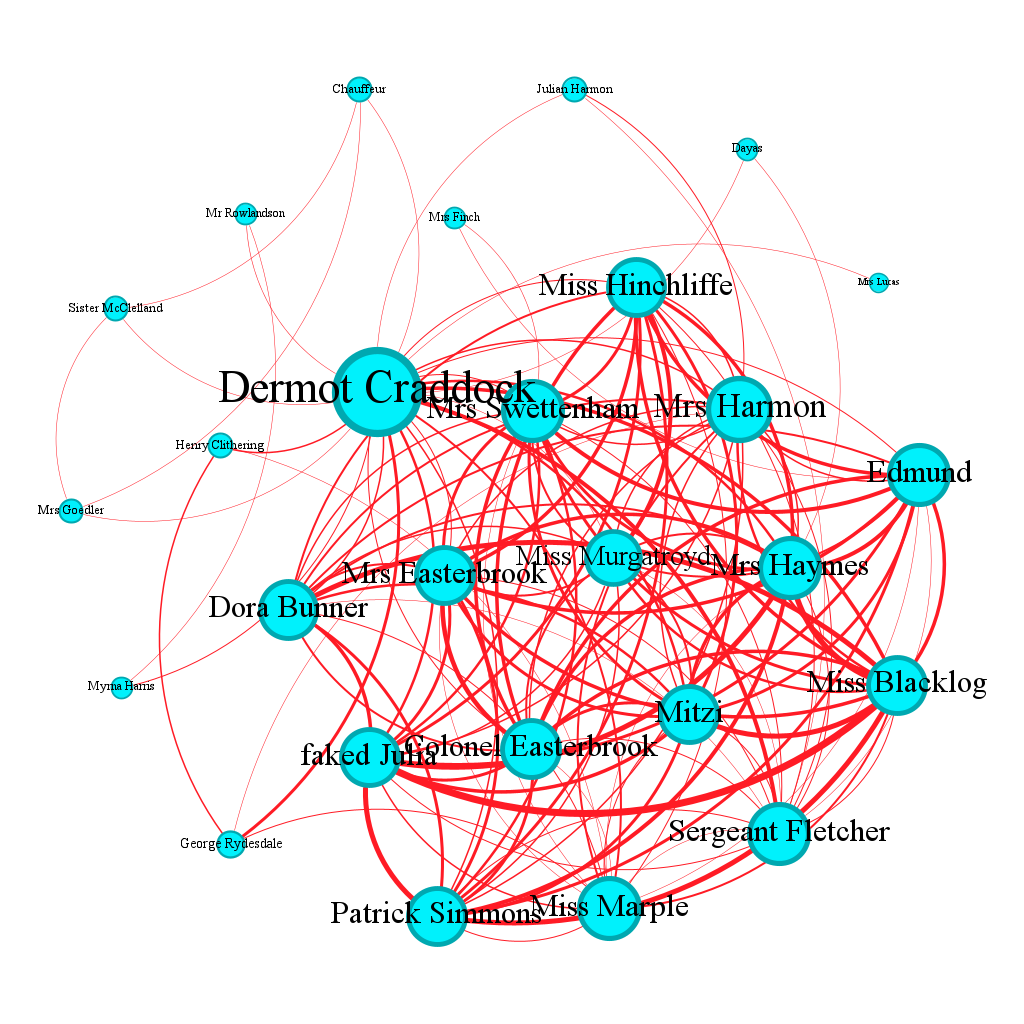 Chauffeur
Julian Harmon
Dayas
Mr Rowlandson
Mrs Finch
Mrs Lucas
Miss Hinchliffe
Sister McClelland
Dermot Craddock
Mrs Swettenham
Mrs Harmon
Henry Clithering
Edmund
Mrs Goedler
Miss Murgatroyd
Mrs Haymes
Mrs Easterbrook
Dora Bunner
Myrna Harris
Miss Blacklog
Mitzi
faked Julia
Colonel Easterbrook
Sergeant Fletcher
George Rydesdale
Patrick Simmons
Miss Marple